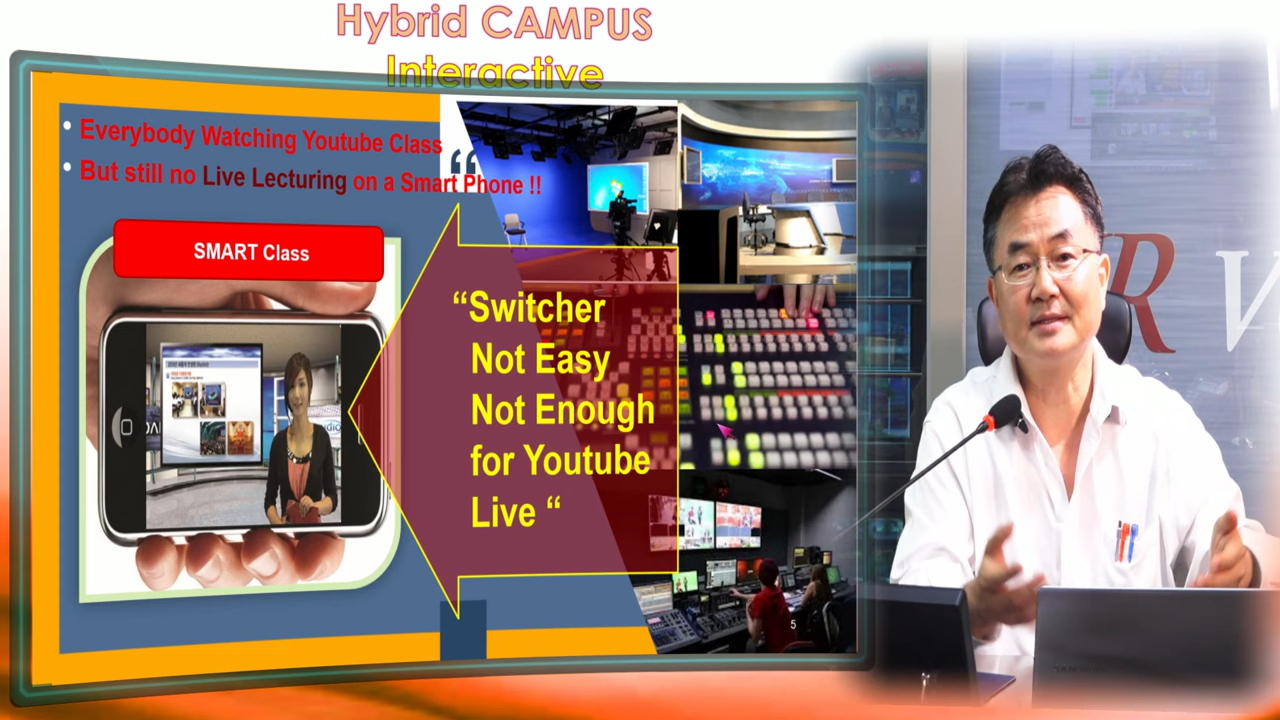 Hybrid CAMPUS
Interactive
• Everybody Watching Youtube Class
• But still no Live Lecturing on a Smart Phone !!
“
SMART Class
“Switcher
Not Easy
Not Enough
for Youtube
Live “
5
R V